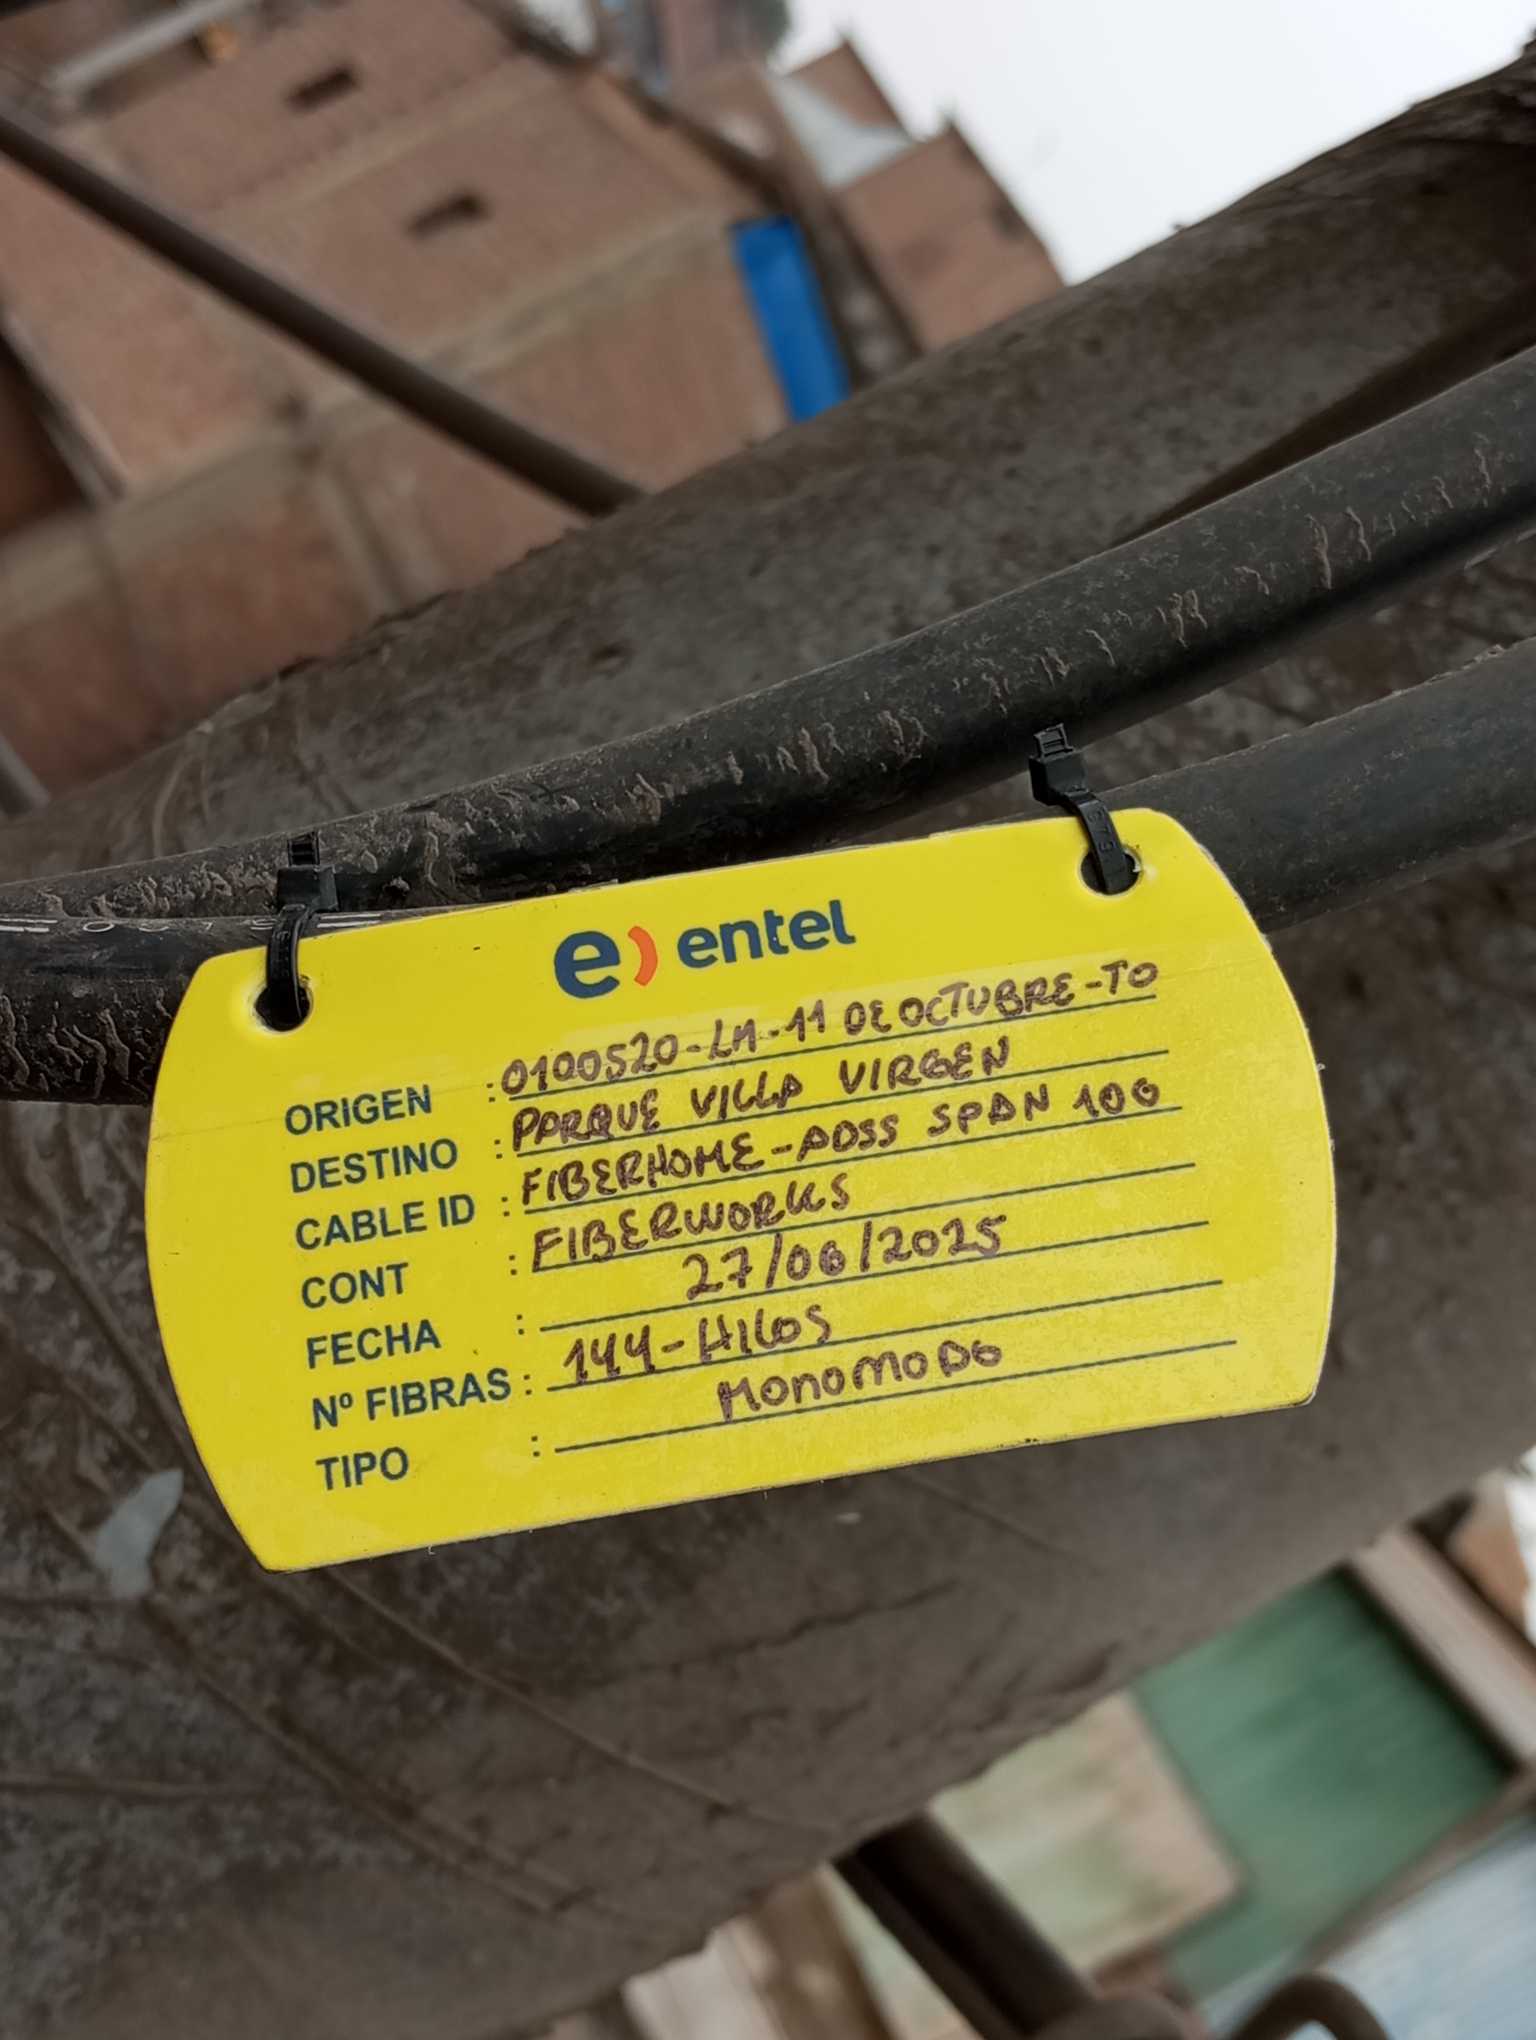 e) entel
ORIGEN : 0100520-LM-11 DE OCTUBRE-TO
DESTINO : PARQUE VILLA VIRGEN
CABLE ID : FIBERHOME-ADSS SPAN 100
CONT : FIBERWORKS
FECHA : 27/06/2025
Nº FIBRAS : 144-HILOS
TIPO : MONOMODO